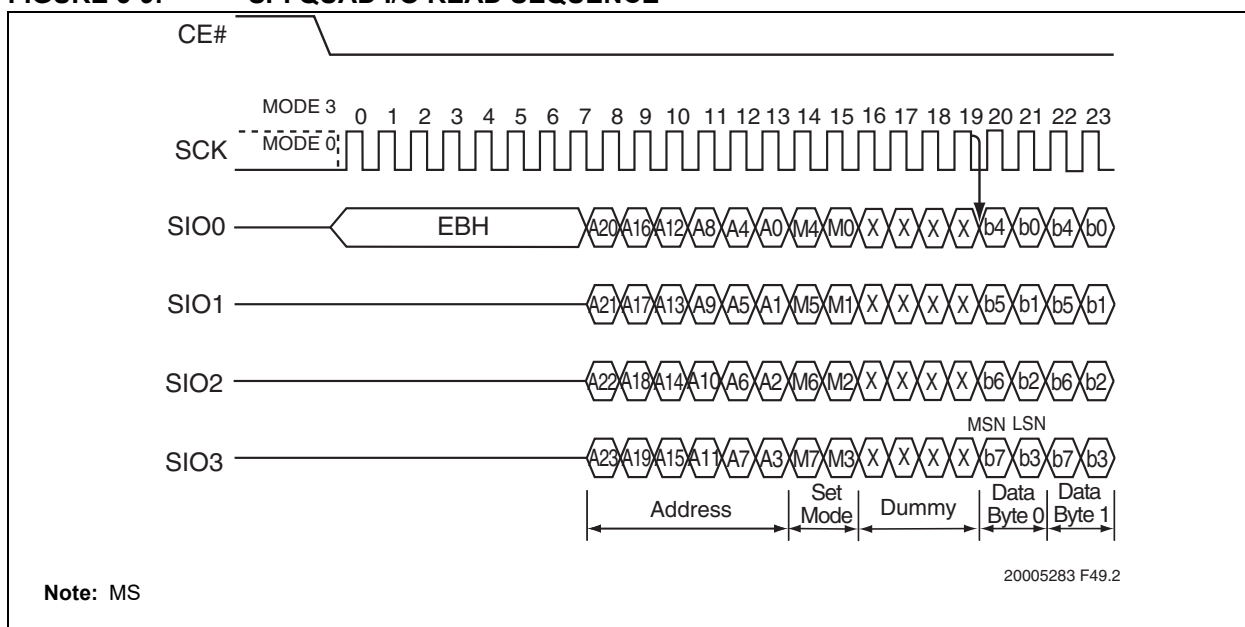 FIGURE SPI QUAD I/O READ SEQUENCE
CE#
MODE 3 0 1 2 3 4 5 6 7 8 9 10 11 12 13 14 15 16 17 18 19 20 21 22 23
SCK MODE 0
SIO0 EBH A20 A16 A12 A8 A4 A0 M4 M0 X X X X b4 b0 b4 b0
SIO1 A21 A17 A13 A9 A5 A1 M5 M1 X X X X b5 b1 b5 b1
SIO2 A22 A18 A14 A10 A6 A2 M6 M2 X X X X b6 b2 b6 b2
MSN LSN
SIO3 A23 A19 A15 A11 A7 A3 M7 M3 X X X X b7 b3 b7 b3
Address Set Mode Dummy Data Byte 0 Data Byte 1
20005283 F49.2
Note: MS